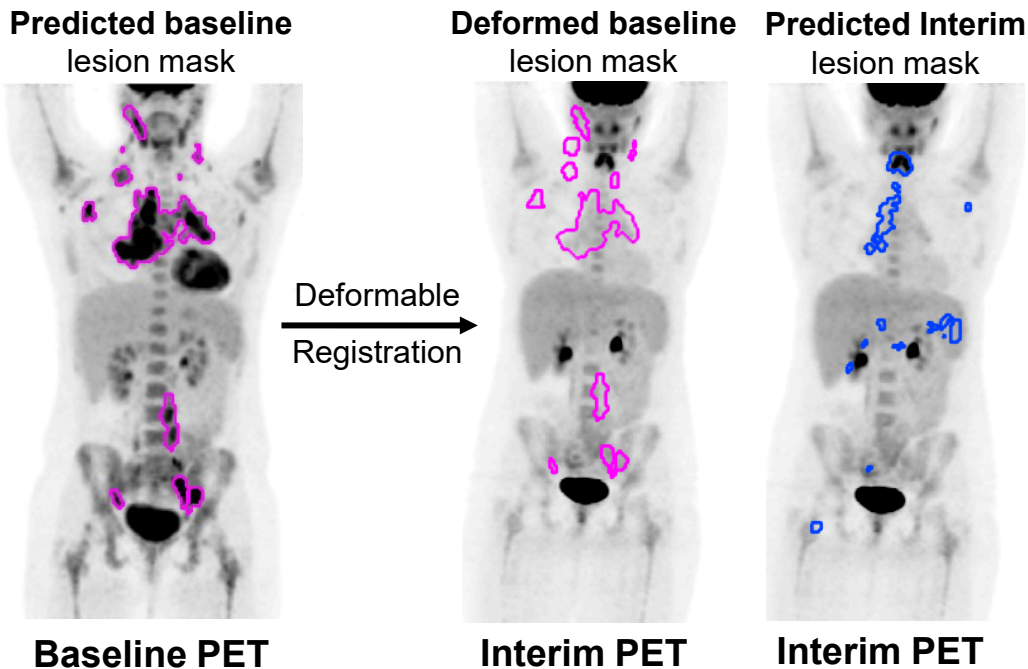 Predicted baseline
lesion mask
Deformed baseline
lesion mask
Predicted Interim
lesion mask
Deformable
Registration
Baseline PET
Interim PET
Interim PET